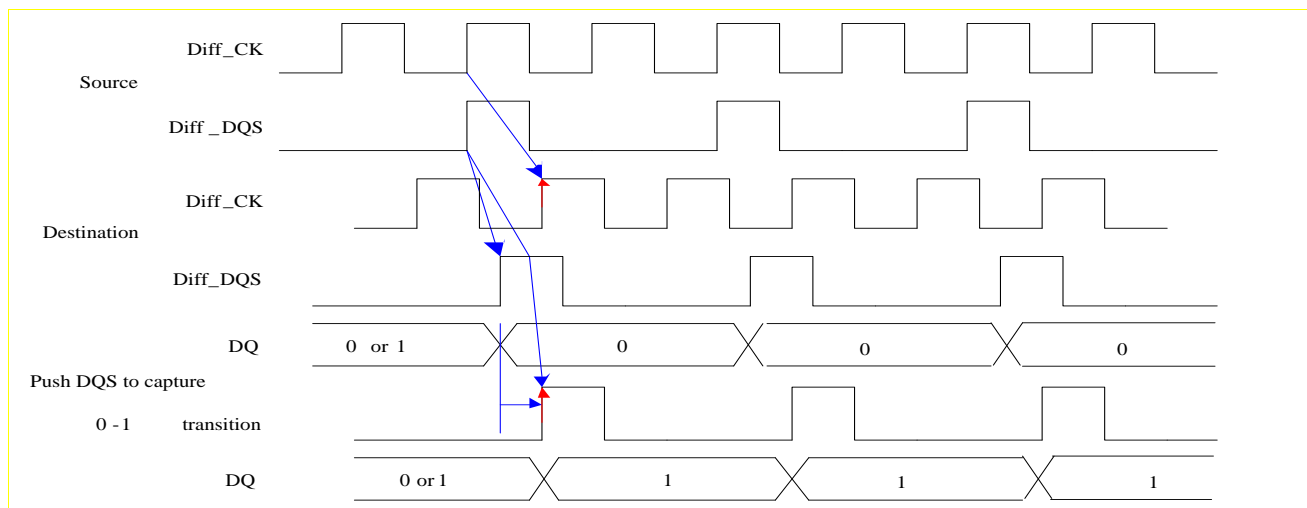 Diff_CK
Source
Diff _DQS
Diff_CK
Destination
Diff_DQS
DQ 0 or 1 0 0 0
Push DQS to capture
0 -1 transition
DQ 0 or 1 1 1 1